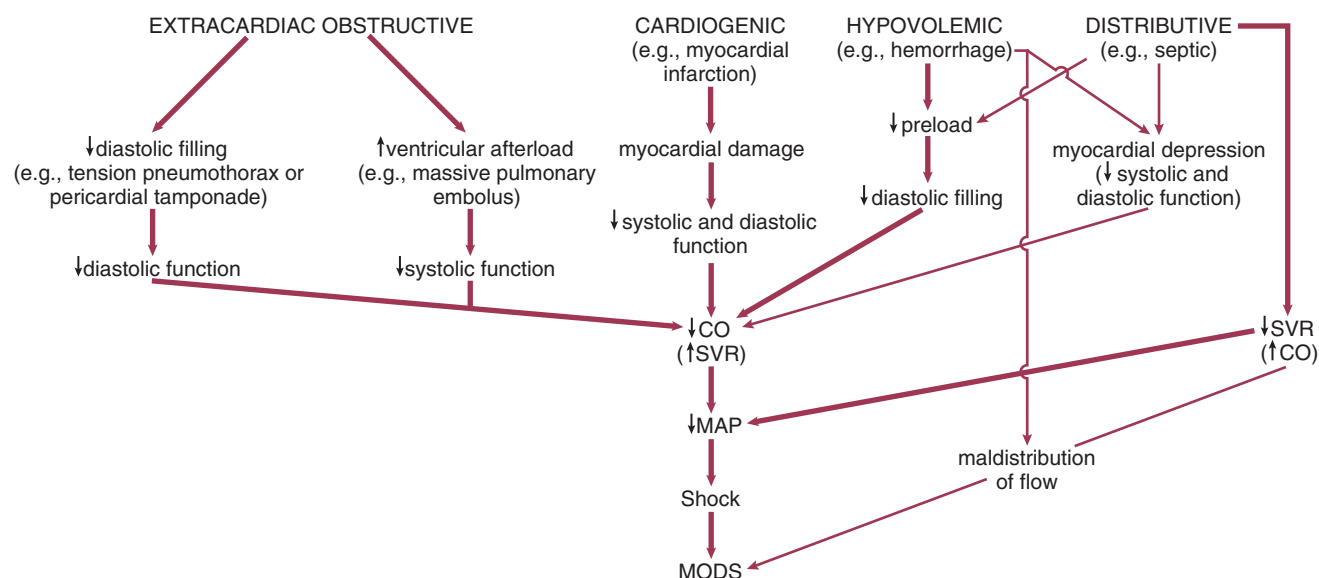 EXTRACARDIAC OBSTRUCTIVE
↓diastolic filling
(e.g., tension pneumothorax or
pericardial tamponade)
↓diastolic function
↑ventricular afterload
(e.g., massive pulmonary
embolus)
↓systolic function
CARDIOGENIC
(e.g., myocardial
infarction)
myocardial damage
↓systolic and diastolic
function
HYPOVOLEMIC
(e.g., hemorrhage)
↓preload
↓diastolic filling
DISTRIBUTIVE
(e.g., septic)
myocardial depression
(↓ systolic and
diastolic function)
↓CO
(↑SVR)
↓SVR
(↑CO)
↓MAP
maldistribution
of flow
Shock
MODS